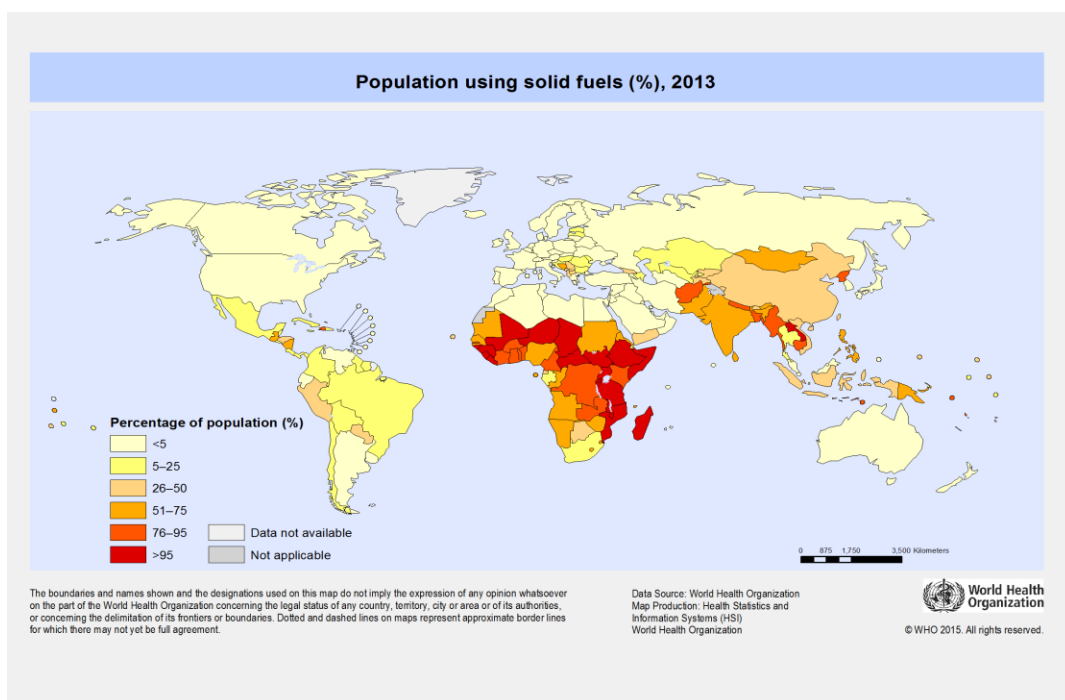 Population using solid fuels (%), 2013
Percentage of population (%)
<5
5–25
26–50
51–75
76–95
>95
Data not available
Not applicable
0 875 1,750 3,500 Kilometers
The boundaries and names shown and the designations used on this map do not imply the expression of any opinion whatsoever
on the part of the World Health Organization concerning the legal status of any country, territory, city or area or of its authorities,
or concerning the delimitation of its frontiers or boundaries. Dotted and dashed lines on maps represent approximate border lines
for which there may not yet be full agreement.
Data Source: World Health Organization
Map Production: Health Statistics and
Information Systems (HSI)
World Health Organization
World Health
Organization
© WHO 2015. All rights reserved.